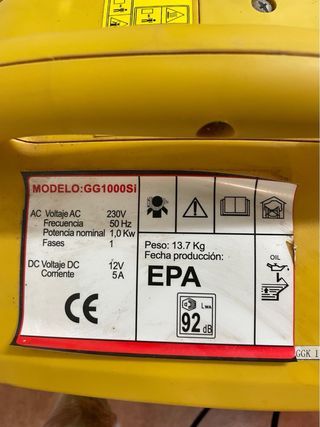 MODELO:GG1000Si
AC Voltaje AC 230V
Frecuencia 50 Hz
Potencia nominal 1,0 Kw
Fases 1
DC Voltaje DC 12V
Corriente 5A
CE
Peso: 13.7 Kg
Fecha producción:
EPA
LWA
92 dB
OIL
GGK 1